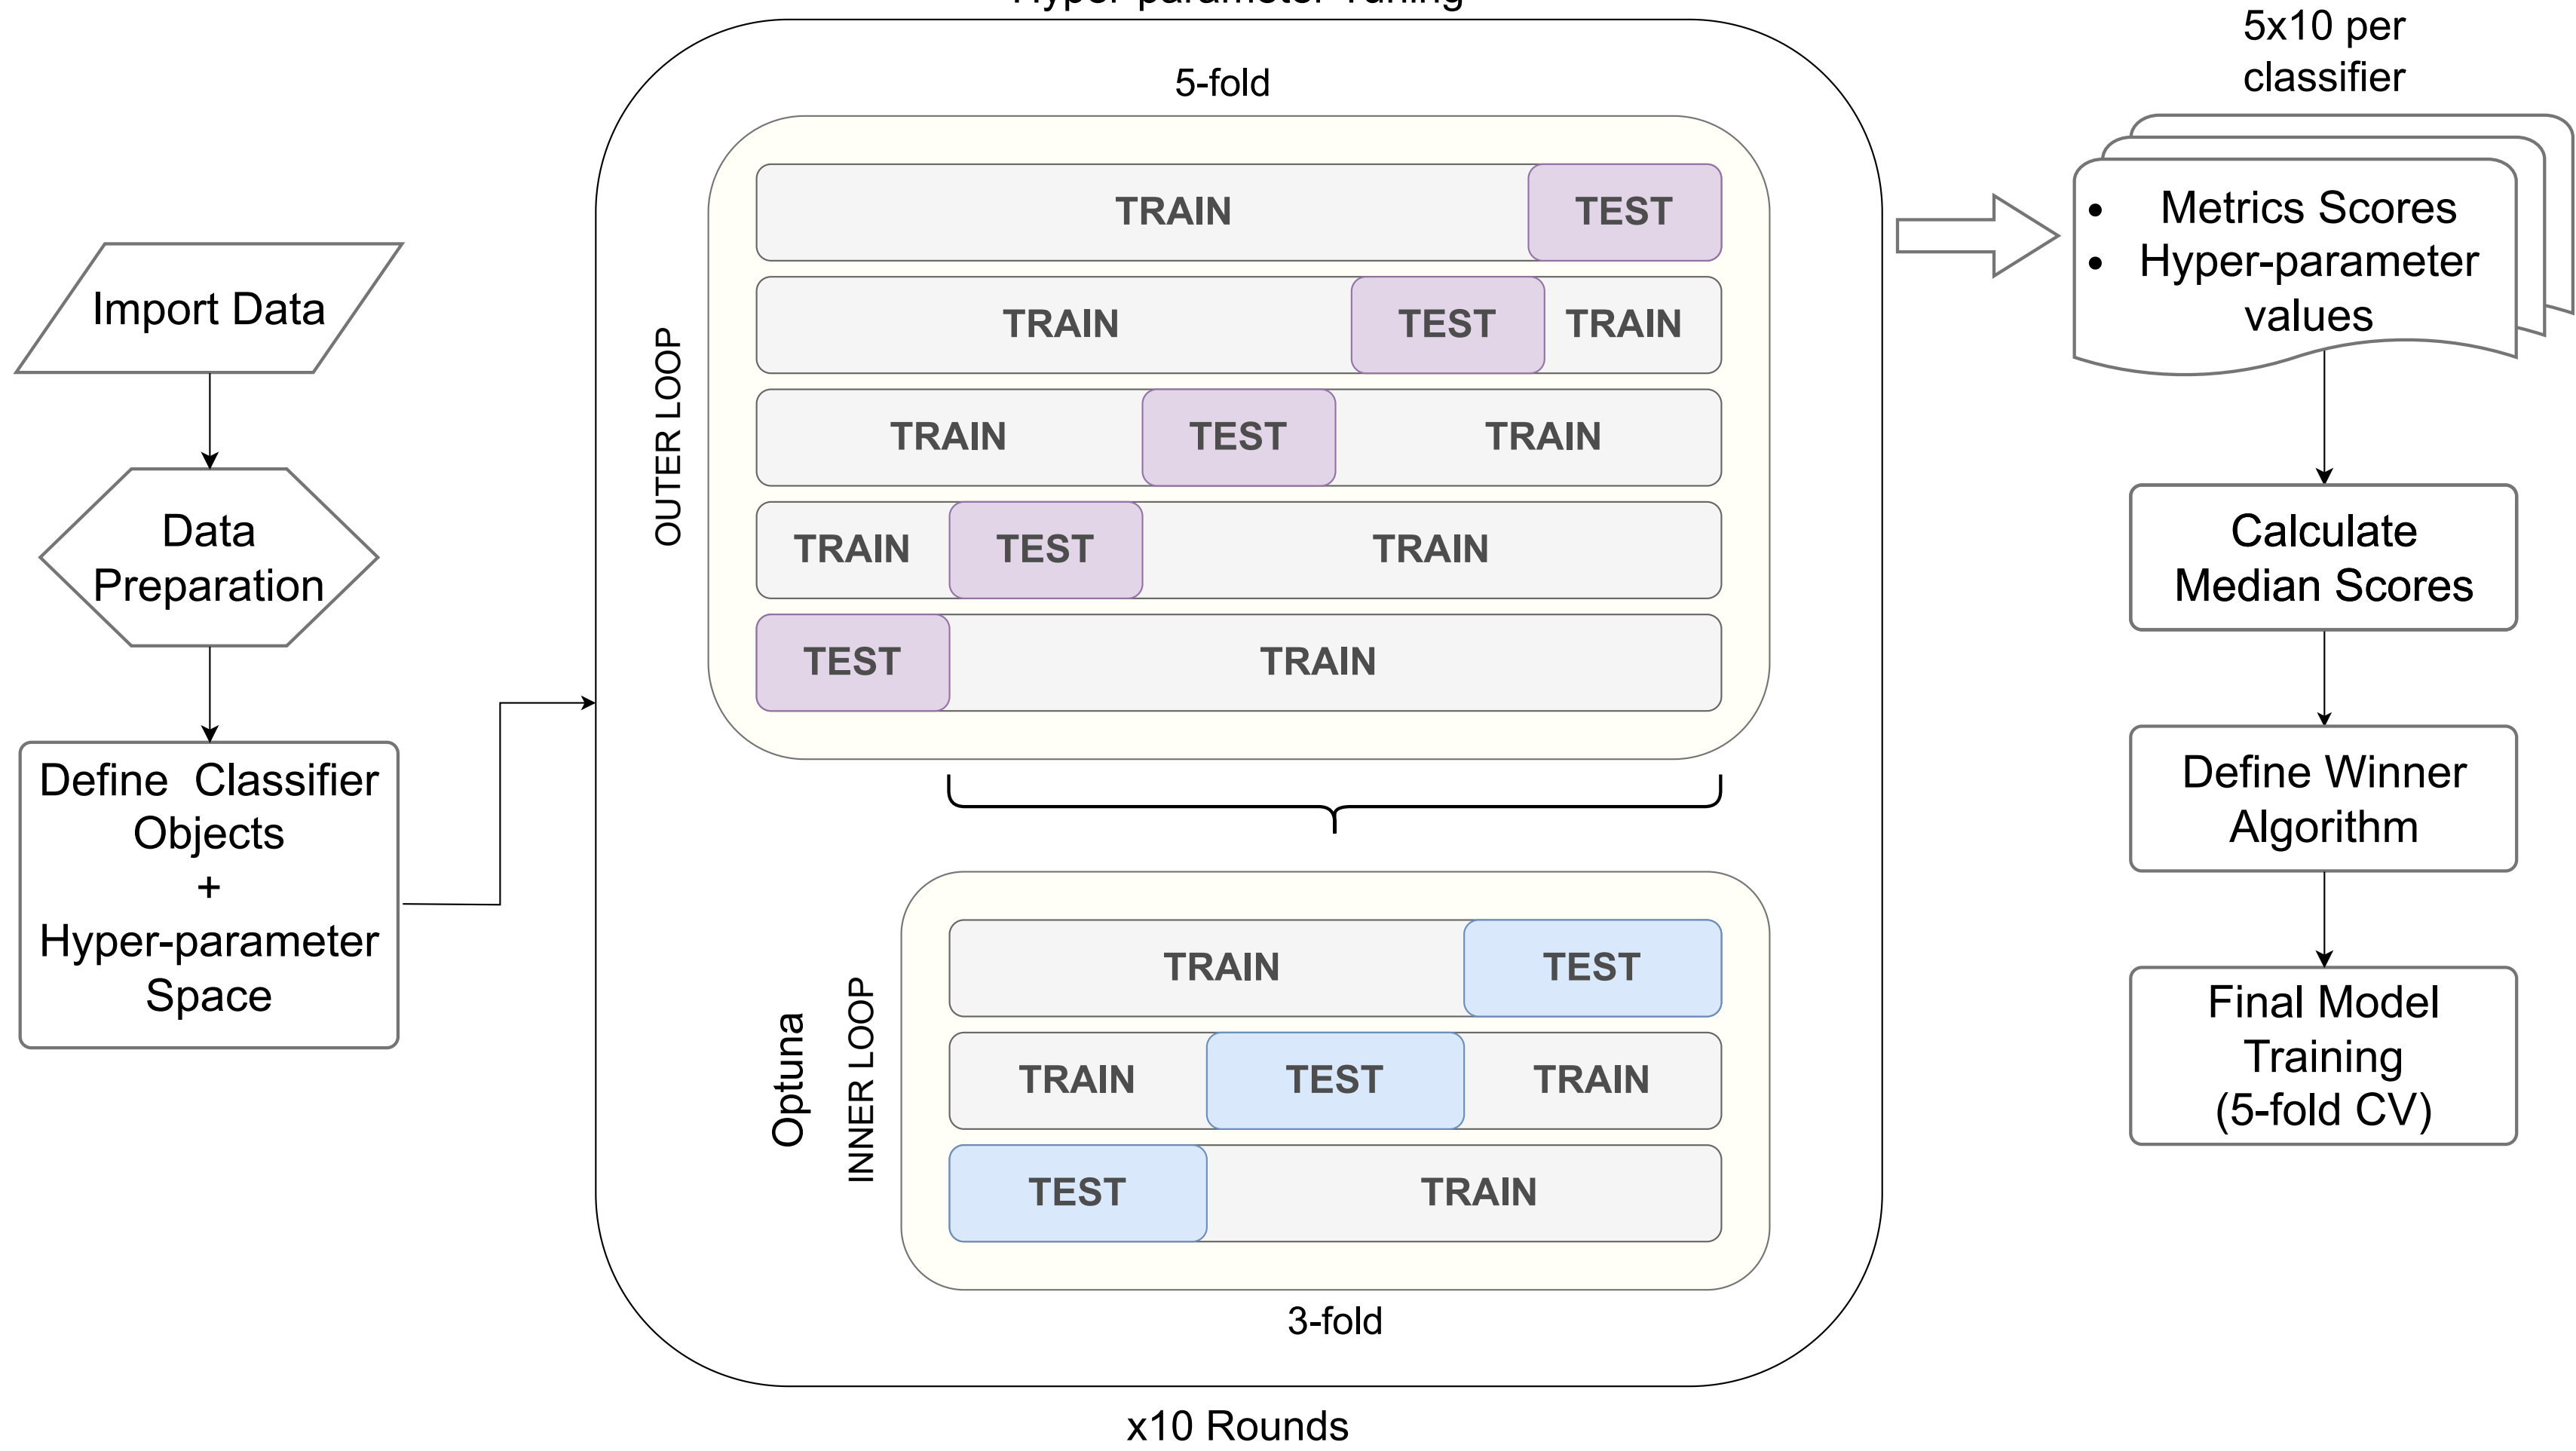 Hyper-parameter Tuning
5-fold
OUTER LOOP
TRAIN TEST
TRAIN TEST TRAIN
TRAIN TEST TRAIN
TRAIN TEST TRAIN
TEST TRAIN
Optuna
INNER LOOP
TRAIN TEST
TRAIN TEST TRAIN
TEST TRAIN
3-fold
x10 Rounds
Import Data
Data
Preparation
Define Classifier
Objects
+
Hyper-parameter
Space
5x10 per
classifier
• Metrics Scores
• Hyper-parameter
values
Calculate
Median Scores
Define Winner
Algorithm
Final Model
Training
(5-fold CV)